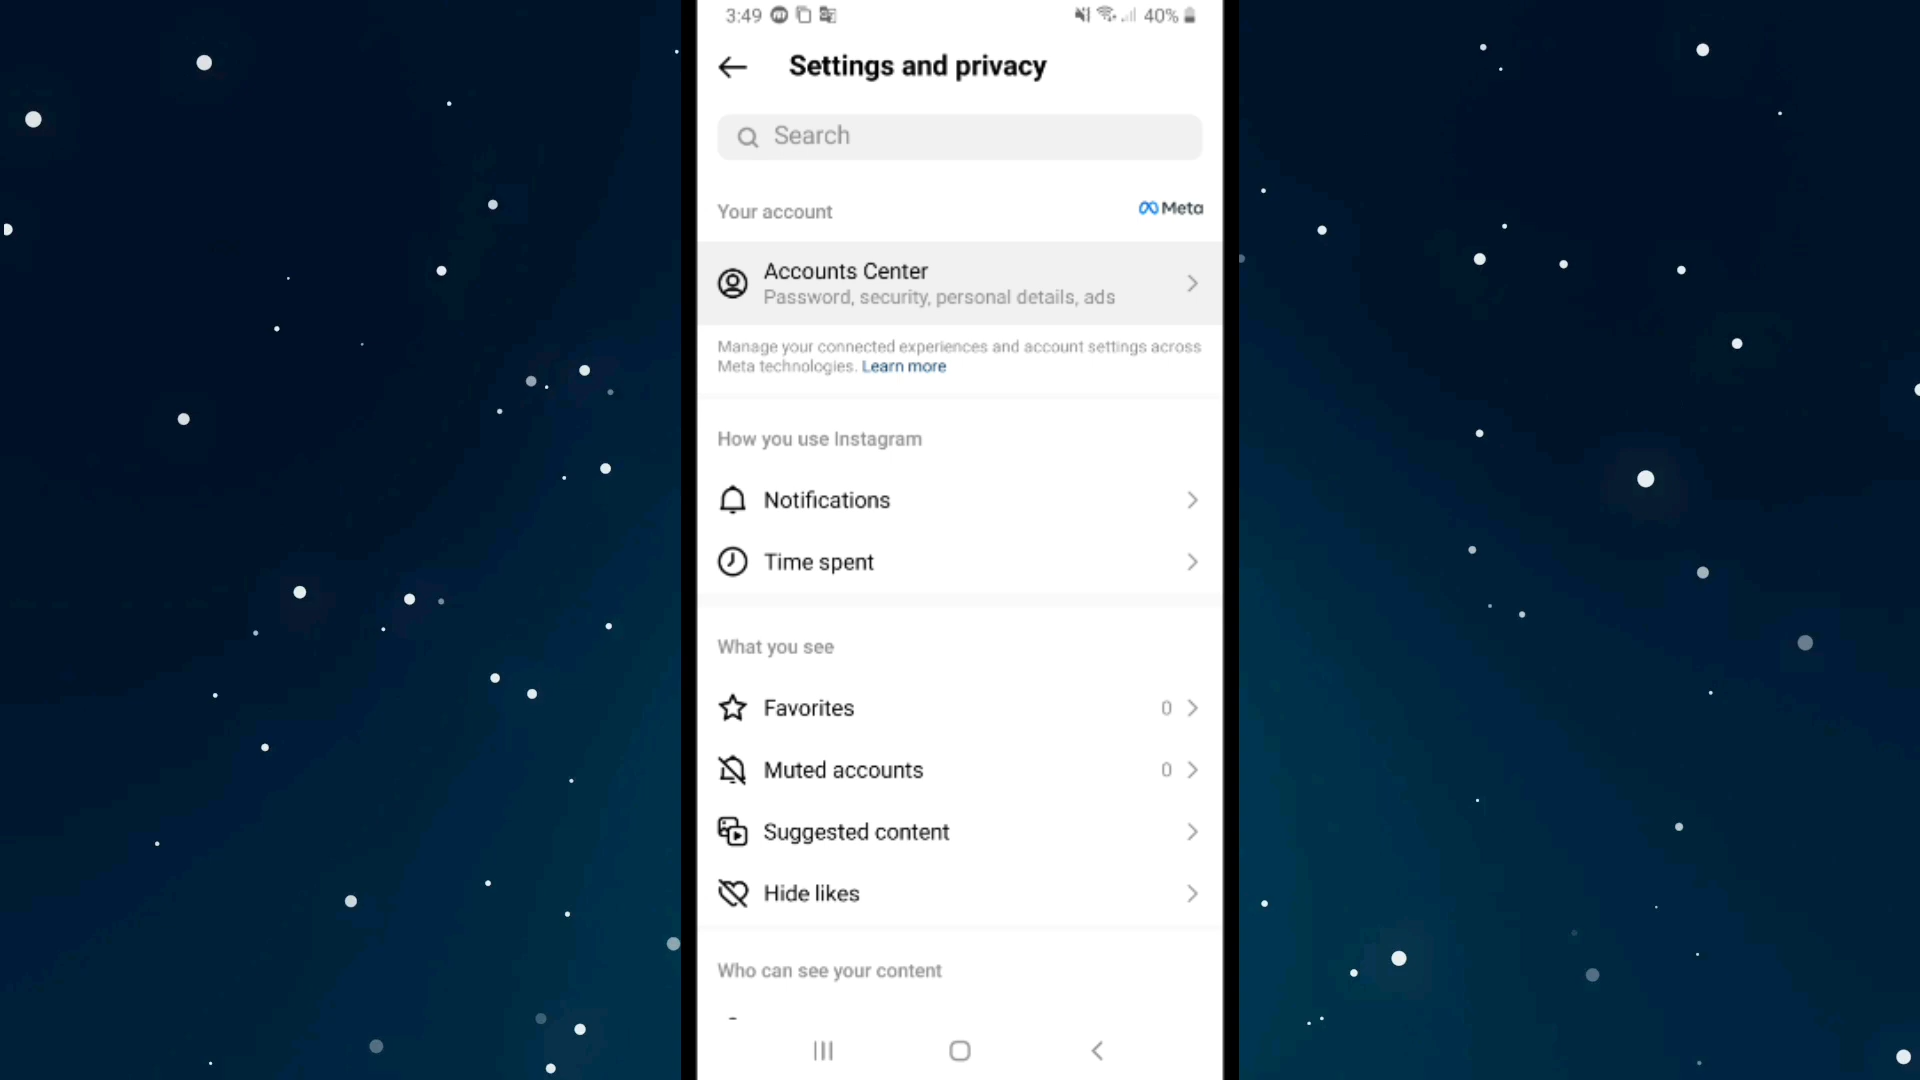 3:49
40%
Settings and privacy
Search
Your account
Meta
Accounts Center
Password, security, personal details, ads
Manage your connected experiences and account settings across
Meta technologies. Learn more
How you use Instagram
Notifications
Time spent
What you see
Favorites 0
Muted accounts 0
Suggested content
Hide likes
Who can see your content